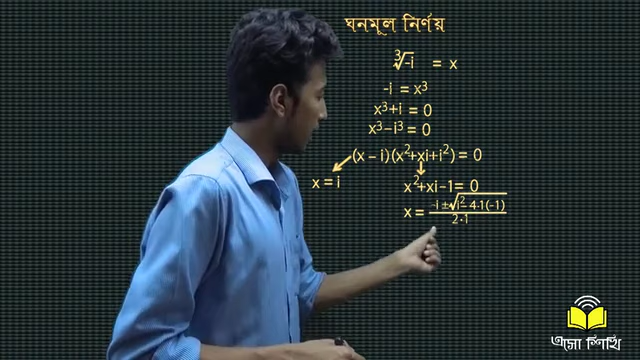 ঘনমূল নির্ণয়
∛-i = x
-i = x³
x³+i = 0
x³-i³ = 0
(x – i)(x²+xi+i²) = 0
x = i
x²+xi-1 = 0
x = (-i ± √i²-4·1(-1))/(2·1)
এসো শিখি